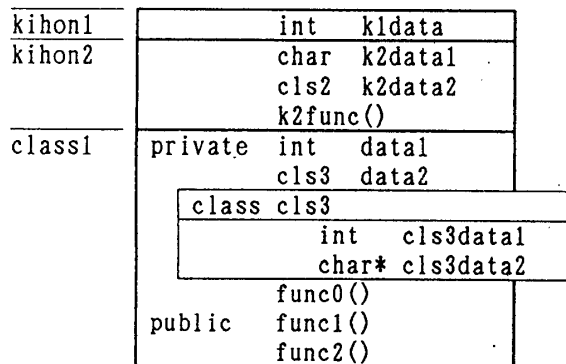 kihon1 int k1data
kihon2 char k2data1
cls2 k2data2
k2func()
class1 private int data1
cls3 data2
class cls3
int cls3data1
char* cls3data2
func0()
public func1()
func2()